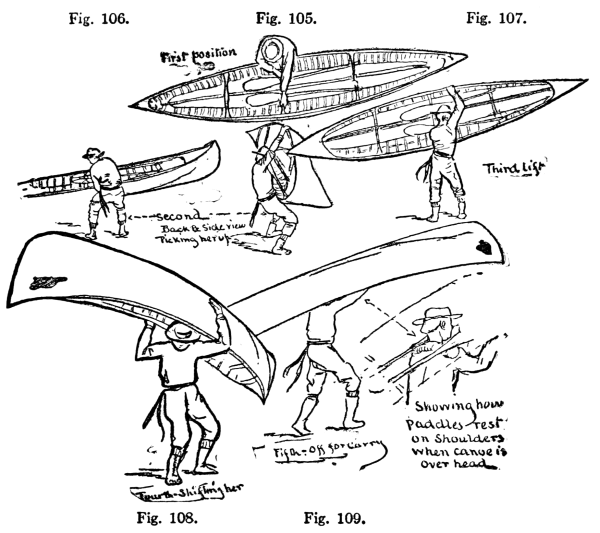 Fig. 106. Fig. 105. Fig. 107.
First position
Third Lift
Second
Back & Side view
Picking her up
Fourth-Shifting her
Fifth-Off for Carry
Showing how
Paddles rest
on Shoulders
when canoe is
over head
Fig. 108. Fig. 109.